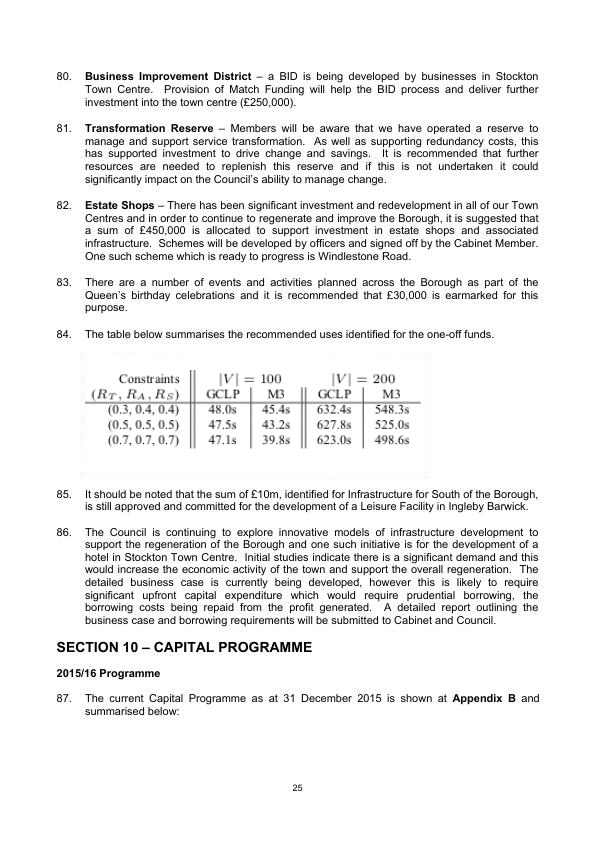 80. Business Improvement District – a BID is being developed by businesses in Stockton
Town Centre. Provision of Match Funding will help the BID process and deliver further
investment into the town centre (£250,000).
81. Transformation Reserve – Members will be aware that we have operated a reserve to
manage and support service transformation. As well as supporting redundancy costs, this
has supported investment to drive change and savings. It is recommended that further
resources are needed to replenish this reserve and if this is not undertaken it could
significantly impact on the Council's ability to manage change.
82. Estate Shops – There has been significant investment and redevelopment in all of our Town
Centres and in order to continue to regenerate and improve the Borough, it is suggested that
a sum of £450,000 is allocated to support investment in estate shops and associated
infrastructure. Schemes will be developed by officers and signed off by the Cabinet Member.
One such scheme which is ready to progress is Windlestone Road.
83. There are a number of events and activities planned across the Borough as part of the
Queen's birthday celebrations and it is recommended that £30,000 is earmarked for this
purpose.
84. The table below summarises the recommended uses identified for the one-off funds.
Constraints |V| = 100 |V| = 200
(R_T, R_A, R_S) GCLP M3 GCLP M3
(0.3, 0.4, 0.4) 48.0s 45.4s 632.4s 548.3s
(0.5, 0.5, 0.5) 47.5s 43.2s 627.8s 525.0s
(0.7, 0.7, 0.7) 47.1s 39.8s 623.0s 498.6s
85. It should be noted that the sum of £10m, identified for Infrastructure for South of the Borough,
is still approved and committed for the development of a Leisure Facility in Ingleby Barwick.
86. The Council is continuing to explore innovative models of infrastructure development to
support the regeneration of the Borough and one such initiative is for the development of a
hotel in Stockton Town Centre. Initial studies indicate there is a significant demand and this
would increase the economic activity of the town and support the overall regeneration. The
detailed business case is currently being developed, however this is likely to require
significant upfront capital expenditure which would require prudential borrowing, the
borrowing costs being repaid from the profit generated. A detailed report outlining the
business case and borrowing requirements will be submitted to Cabinet and Council.
SECTION 10 – CAPITAL PROGRAMME
2015/16 Programme
87. The current Capital Programme as at 31 December 2015 is shown at Appendix B and
summarised below:
25